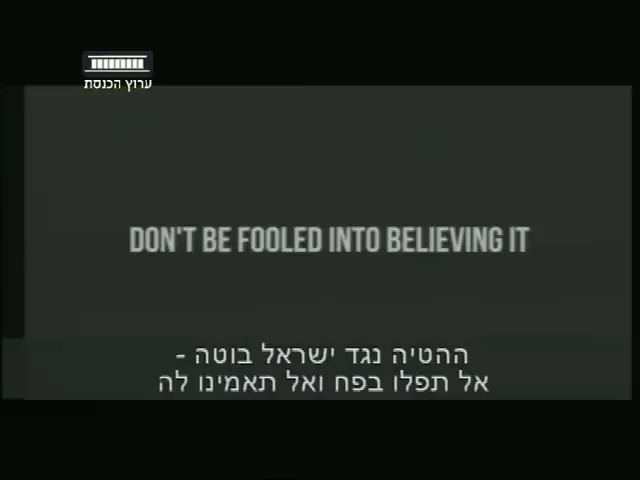 ערוץ הכנסת
DON'T BE FOOLED INTO BELIEVING IT
ההטיה נגד ישראל בוטה -
אל תפלו בפח ואל תאמינו לה